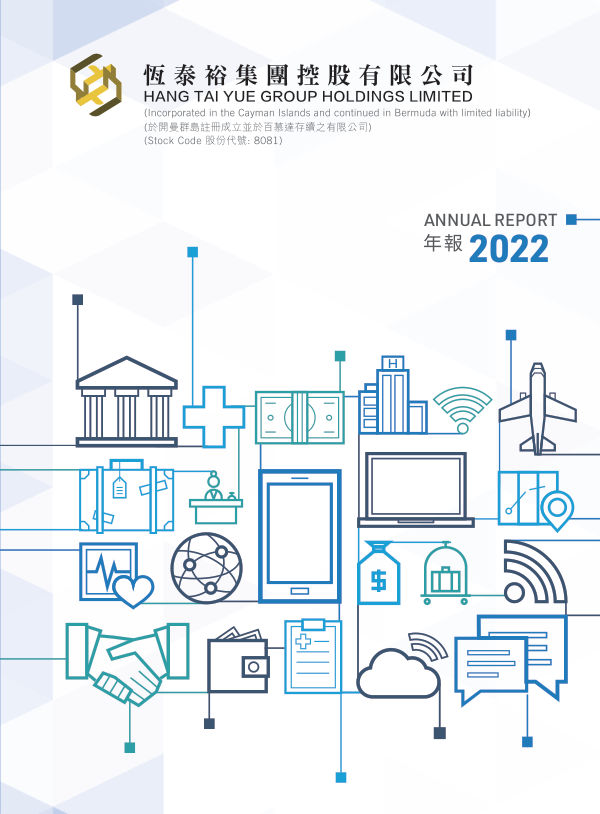 恆泰裕集團控股有限公司
HANG TAI YUE GROUP HOLDINGS LIMITED
(Incorporated in the Cayman Islands and continued in Bermuda with limited liability)
(於開曼群島註冊成立並於百慕達存續之有限公司)
(Stock Code 股份代號: 8081)
ANNUAL REPORT
年報 2022
H
$